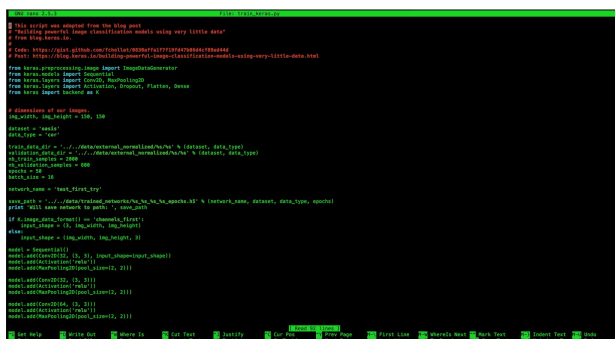 GNU nano 2.5.3 File: train_keras.py
# This script was adapted from the blog post
# "Building powerful image classification models using very little data"
# from blog.keras.io.
#
# Code: https://gist.github.com/fchollet/0830affa1f7f19fd47b06d4cf89ed44d
# Post: https://blog.keras.io/building-powerful-image-classification-models-using-very-little-data.html
from keras.preprocessing.image import ImageDataGenerator
from keras.models import Sequential
from keras.layers import Conv2D, MaxPooling2D
from keras.layers import Activation, Dropout, Flatten, Dense
from keras import backend as K
# dimensions of our images.
img_width, img_height = 150, 150
dataset = 'oasis'
data_type = 'cor'
train_data_dir = '../../data/external_normalized/%s/%s' % (dataset, data_type)
validation_data_dir = '../../data/external_normalized/%s/%s' % (dataset, data_type)
nb_train_samples = 2000
nb_validation_samples = 800
epochs = 50
batch_size = 16
network_name = 'test_first_try'
save_path = '../../data/trained_networks/%s_%s_%s_%s_epochs.h5' % (network_name, dataset, data_type, epochs)
print 'Will save network to path: ', save_path
if K.image_data_format() == 'channels_first':
    input_shape = (3, img_width, img_height)
else:
    input_shape = (img_width, img_height, 3)
model = Sequential()
model.add(Conv2D(32, (3, 3), input_shape=input_shape))
model.add(Activation('relu'))
model.add(MaxPooling2D(pool_size=(2, 2)))
model.add(Conv2D(32, (3, 3)))
model.add(Activation('relu'))
model.add(MaxPooling2D(pool_size=(2, 2)))
model.add(Conv2D(64, (3, 3)))
model.add(Activation('relu'))
model.add(MaxPooling2D(pool_size=(2, 2)))
[ Read 92 lines ]
^G Get Help ^O Write Out ^W Where Is ^K Cut Text ^J Justify ^C Cur Pos ^Y Prev Page M-\ First Line M-W WhereIs Next ^^ Mark Text M-} Indent Text M-U Undo